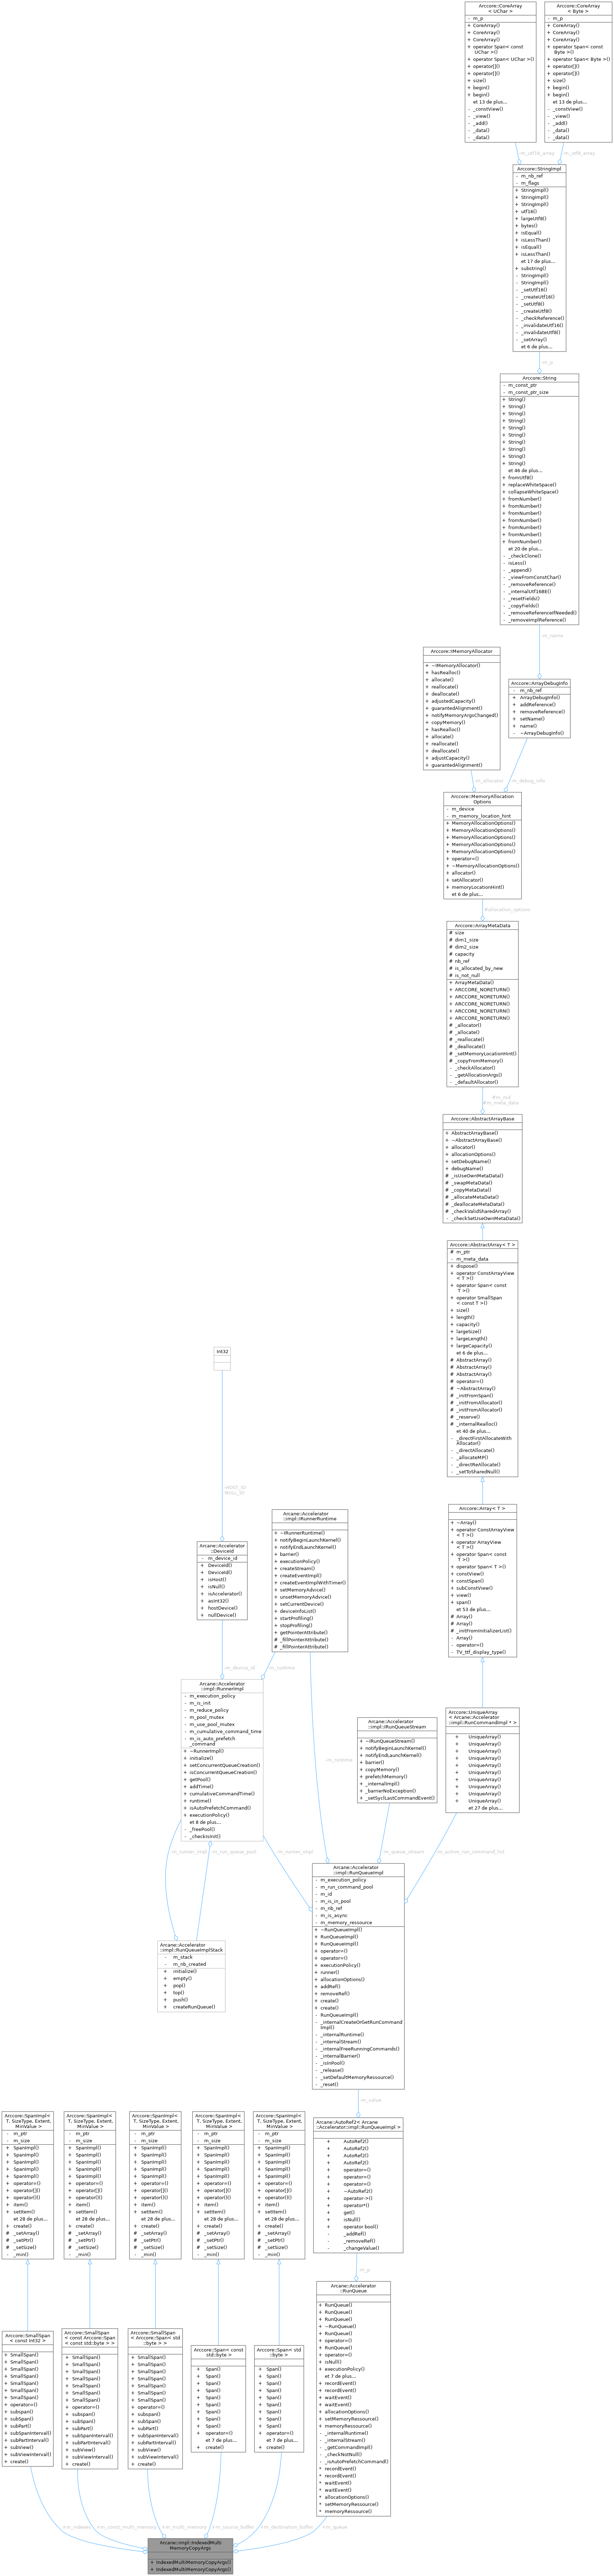 Arccore::CoreArray
< UChar >
- m_p
+ CoreArray()
+ CoreArray()
+ CoreArray()
+ operator Span< const
UChar >()
+ operator Span< UChar >()
+ operator[]()
+ operator[]()
+ size()
+ begin()
+ begin()
et 13 de plus...
- _constView()
- _view()
- _add()
- _data()
- _data()
Arccore::CoreArray
< Byte >
- m_p
+ CoreArray()
+ CoreArray()
+ CoreArray()
+ operator Span< const
Byte >()
+ operator Span< Byte >()
+ operator[]()
+ operator[]()
+ size()
+ begin()
+ begin()
et 13 de plus...
- _constView()
- _view()
- _add()
- _data()
- _data()
-m_utf16_array
-m_utf8_array
Arccore::StringImpl
- m_nb_ref
- m_flags
+ StringImpl()
+ StringImpl()
+ StringImpl()
+ utf16()
+ largeUtf8()
+ bytes()
+ isEqual()
+ isLessThan()
+ isEqual()
+ isLessThan()
et 17 de plus...
+ substring()
- StringImpl()
- StringImpl()
- _setUtf16()
- _createUtf16()
- _setUtf8()
- _createUtf8()
- _checkReference()
- _invalidateUtf16()
- _invalidateUtf8()
- _setArray()
et 6 de plus...
-m_p
Arccore::String
- m_const_ptr
- m_const_ptr_size
+ String()
+ String()
+ String()
+ String()
+ String()
+ String()
+ String()
+ String()
+ String()
+ String()
et 46 de plus...
+ fromUtf8()
+ replaceWhiteSpace()
+ collapseWhiteSpace()
+ fromNumber()
+ fromNumber()
+ fromNumber()
+ fromNumber()
+ fromNumber()
+ fromNumber()
+ fromNumber()
et 20 de plus...
- _checkClone()
- isLess()
- _append()
- _viewFromConstChar()
- _removeReference()
- _internalUtf16BE()
- _resetFields()
- _copyFields()
- _removeReferenceIfNeeded()
- _removeImplReference()
-m_name
Arccore::IMemoryAllocator
+ ~IMemoryAllocator()
+ hasRealloc()
+ allocate()
+ reallocate()
+ deallocate()
+ adjustedCapacity()
+ guarantedAlignment()
+ notifyMemoryArgsChanged()
+ copyMemory()
+ hasRealloc()
+ allocate()
+ reallocate()
+ deallocate()
+ adjustCapacity()
+ guarantedAlignment()
Arccore::ArrayDebugInfo
- m_nb_ref
+ ArrayDebugInfo()
+ addReference()
+ removeReference()
+ setName()
+ name()
- ~ArrayDebugInfo()
-m_allocator
-m_debug_info
Arccore::MemoryAllocation
Options
- m_device
- m_memory_location_hint
+ MemoryAllocationOptions()
+ MemoryAllocationOptions()
+ MemoryAllocationOptions()
+ MemoryAllocationOptions()
+ MemoryAllocationOptions()
+ operator=()
+ ~MemoryAllocationOptions()
+ allocator()
+ setAllocator()
+ memoryLocationHint()
et 6 de plus...
#allocation_options
Arccore::ArrayMetaData
# size
# dim1_size
# dim2_size
# capacity
# nb_ref
# is_allocated_by_new
# is_not_null
+ ArrayMetaData()
+ ARCCORE_NORETURN()
+ ARCCORE_NORETURN()
+ ARCCORE_NORETURN()
+ ARCCORE_NORETURN()
+ ARCCORE_NORETURN()
# _allocator()
# _allocate()
# _reallocate()
# _deallocate()
# _setMemoryLocationHint()
# _copyFromMemory()
- _checkAllocator()
- _getAllocationArgs()
- _defaultAllocator()
#m_md
#m_meta_data
Arccore::AbstractArrayBase
+ AbstractArrayBase()
+ ~AbstractArrayBase()
+ allocator()
+ allocationOptions()
+ setDebugName()
+ debugName()
# _isUseOwnMetaData()
# _swapMetaData()
# _copyMetaData()
# _allocateMetaData()
# _deallocateMetaData()
# _checkValidSharedArray()
- _checkSetUseOwnMetaData()
Arccore::AbstractArray< T >
# m_ptr
- m_meta_data
+ dispose()
+ operator ConstArrayView
< T >()
+ operator Span< const
T >()
+ operator SmallSpan
< const T >()
+ size()
+ length()
+ capacity()
+ largeSize()
+ largeLength()
+ largeCapacity()
et 6 de plus...
# AbstractArray()
# AbstractArray()
# AbstractArray()
# operator=()
# ~AbstractArray()
# _initFromSpan()
# _initFromAllocator()
# _initFromAllocator()
# _reserve()
# _internalRealloc()
et 40 de plus...
- _directFirstAllocateWith
Allocator()
- _directAllocate()
- _allocateMP()
- _directReAllocate()
- _setToSharedNull()
Int32
-HOST_ID
-NULL_ID
Arccore::Array< T >
+ ~Array()
+ operator ConstArrayView
< T >()
+ operator ArrayView
< T >()
+ operator Span< const
T >()
+ operator Span< T >()
+ constView()
+ constSpan()
+ subConstView()
+ view()
+ span()
et 53 de plus...
# Array()
# Array()
# _initFromInitializerList()
- Array()
- operator=()
- TV_ttf_display_type()
Arcane::Accelerator
::impl::IRunnerRuntime
+ ~IRunnerRuntime()
+ notifyBeginLaunchKernel()
+ notifyEndLaunchKernel()
+ barrier()
+ executionPolicy()
+ createStream()
+ createEventImpl()
+ createEventImplWithTimer()
+ setMemoryAdvice()
+ unsetMemoryAdvice()
+ setCurrentDevice()
+ deviceInfoList()
+ startProfiling()
+ stopProfiling()
+ getPointerAttribute()
# _fillPointerAttribute()
# _fillPointerAttribute()
Arcane::Accelerator
::DeviceId
- m_device_id
+ DeviceId()
+ DeviceId()
+ isHost()
+ isNull()
+ isAccelerator()
+ asInt32()
+ hostDevice()
+ nullDevice()
-m_device_id
-m_runtime
Arcane::Accelerator
::impl::RunnerImpl
- m_execution_policy
- m_is_init
- m_reduce_policy
- m_pool_mutex
- m_use_pool_mutex
- m_cumulative_command_time
- m_is_auto_prefetch
_command
+ ~RunnerImpl()
+ initialize()
+ setConcurrentQueueCreation()
+ isConcurrentQueueCreation()
+ getPool()
+ addTime()
+ cumulativeCommandTime()
+ runtime()
+ isAutoPrefetchCommand()
+ executionPolicy()
et 8 de plus...
- _freePool()
- _checkIsInit()
Arcane::Accelerator
::impl::IRunQueueStream
+ ~IRunQueueStream()
+ notifyBeginLaunchKernel()
+ notifyEndLaunchKernel()
+ barrier()
+ copyMemory()
+ prefetchMemory()
+ _internalImpl()
+ _barrierNoException()
+ _setSyclLastCommandEvent()
Arccore::UniqueArray
< Arcane::Accelerator
::impl::RunCommandImpl * >
+ UniqueArray()
+ UniqueArray()
+ UniqueArray()
+ UniqueArray()
+ UniqueArray()
+ UniqueArray()
+ UniqueArray()
+ UniqueArray()
+ UniqueArray()
+ UniqueArray()
et 27 de plus...
-m_runtime
-m_runner_impl
-m_run_queue_pool
-m_runner_impl
-m_queue_stream
-m_active_run_command_list
Arcane::Accelerator
::impl::RunQueueImpl
- m_execution_policy
- m_run_command_pool
- m_id
- m_is_in_pool
- m_nb_ref
- m_is_async
- m_memory_ressource
+ ~RunQueueImpl()
+ RunQueueImpl()
+ RunQueueImpl()
+ operator=()
+ operator=()
+ executionPolicy()
+ runner()
+ allocationOptions()
+ addRef()
+ removeRef()
+ create()
+ create()
- RunQueueImpl()
- _internalCreateOrGetRunCommand
Impl()
- _internalRuntime()
- _internalStream()
- _internalFreeRunningCommands()
- _internalBarrier()
- _isInPool()
- _release()
- _setDefaultMemoryRessource()
- _reset()
Arcane::Accelerator
::impl::RunQueueImplStack
- m_stack
- m_nb_created
+ initialize()
+ empty()
+ pop()
+ top()
+ push()
+ createRunQueue()
-m_value
Arccore::SpanImpl<
T, SizeType, Extent,
MinValue >
- m_ptr
- m_size
+ SpanImpl()
+ SpanImpl()
+ SpanImpl()
+ SpanImpl()
+ SpanImpl()
+ operator=()
+ operator[]()
+ operator()()
+ item()
+ setItem()
et 28 de plus...
+ create()
# _setArray()
# _setPtr()
# _setSize()
- _min()
Arccore::SpanImpl<
T, SizeType, Extent,
MinValue >
- m_ptr
- m_size
+ SpanImpl()
+ SpanImpl()
+ SpanImpl()
+ SpanImpl()
+ SpanImpl()
+ operator=()
+ operator[]()
+ operator()()
+ item()
+ setItem()
et 28 de plus...
+ create()
# _setArray()
# _setPtr()
# _setSize()
- _min()
Arccore::SpanImpl<
T, SizeType, Extent,
MinValue >
- m_ptr
- m_size
+ SpanImpl()
+ SpanImpl()
+ SpanImpl()
+ SpanImpl()
+ SpanImpl()
+ operator=()
+ operator[]()
+ operator()()
+ item()
+ setItem()
et 28 de plus...
+ create()
# _setArray()
# _setPtr()
# _setSize()
- _min()
Arccore::SpanImpl<
T, SizeType, Extent,
MinValue >
- m_ptr
- m_size
+ SpanImpl()
+ SpanImpl()
+ SpanImpl()
+ SpanImpl()
+ SpanImpl()
+ operator=()
+ operator[]()
+ operator()()
+ item()
+ setItem()
et 28 de plus...
+ create()
# _setArray()
# _setPtr()
# _setSize()
- _min()
Arccore::SpanImpl<
T, SizeType, Extent,
MinValue >
- m_ptr
- m_size
+ SpanImpl()
+ SpanImpl()
+ SpanImpl()
+ SpanImpl()
+ SpanImpl()
+ operator=()
+ operator[]()
+ operator()()
+ item()
+ setItem()
et 28 de plus...
+ create()
# _setArray()
# _setPtr()
# _setSize()
- _min()
Arccore::AutoRef2< Arcane
::Accelerator::impl::RunQueueImpl >
+ AutoRef2()
+ AutoRef2()
+ AutoRef2()
+ AutoRef2()
+ operator=()
+ operator=()
+ operator=()
+ ~AutoRef2()
+ operator->()
+ operator*()
+ get()
+ isNull()
+ operator bool()
- _addRef()
- _removeRef()
- _changeValue()
-m_p
Arcane::Accelerator
::RunQueue
+ RunQueue()
+ RunQueue()
+ RunQueue()
+ ~RunQueue()
+ RunQueue()
+ operator=()
+ RunQueue()
+ operator=()
+ isNull()
+ executionPolicy()
et 7 de plus...
+ recordEvent()
+ recordEvent()
+ waitEvent()
+ waitEvent()
+ allocationOptions()
+ setMemoryRessource()
+ memoryRessource()
- _internalRuntime()
- _internalStream()
- _getCommandImpl()
- _checkNotNull()
- _isAutoPrefetchCommand()
* recordEvent()
* recordEvent()
* waitEvent()
* waitEvent()
* allocationOptions()
* setMemoryRessource()
* memoryRessource()
Arccore::SmallSpan
< const Int32 >
+ SmallSpan()
+ SmallSpan()
+ SmallSpan()
+ SmallSpan()
+ SmallSpan()
+ SmallSpan()
+ SmallSpan()
+ operator=()
+ subspan()
+ subSpan()
+ subPart()
+ subSpanInterval()
+ subPartInterval()
+ subView()
+ subViewInterval()
+ create()
Arccore::SmallSpan
< const Arccore::Span
< const std::byte > >
+ SmallSpan()
+ SmallSpan()
+ SmallSpan()
+ SmallSpan()
+ SmallSpan()
+ SmallSpan()
+ SmallSpan()
+ operator=()
+ subspan()
+ subSpan()
+ subPart()
+ subSpanInterval()
+ subPartInterval()
+ subView()
+ subViewInterval()
+ create()
Arccore::SmallSpan
< Arccore::Span< std
::byte > >
+ SmallSpan()
+ SmallSpan()
+ SmallSpan()
+ SmallSpan()
+ SmallSpan()
+ SmallSpan()
+ SmallSpan()
+ operator=()
+ subspan()
+ subSpan()
+ subPart()
+ subSpanInterval()
+ subPartInterval()
+ subView()
+ subViewInterval()
+ create()
Arccore::Span< const
std::byte >
+ Span()
+ Span()
+ Span()
+ Span()
+ Span()
+ Span()
+ Span()
+ Span()
+ Span()
+ operator=()
et 7 de plus...
+ create()
Arccore::Span< std
::byte >
+ Span()
+ Span()
+ Span()
+ Span()
+ Span()
+ Span()
+ Span()
+ Span()
+ Span()
+ operator=()
et 7 de plus...
+ create()
+m_indexes
+m_const_multi_memory
+m_multi_memory
+m_source_buffer
+m_destination_buffer
+m_queue
Arcane::impl::IndexedMulti
MemoryCopyArgs
+ IndexedMultiMemoryCopyArgs()
+ IndexedMultiMemoryCopyArgs()